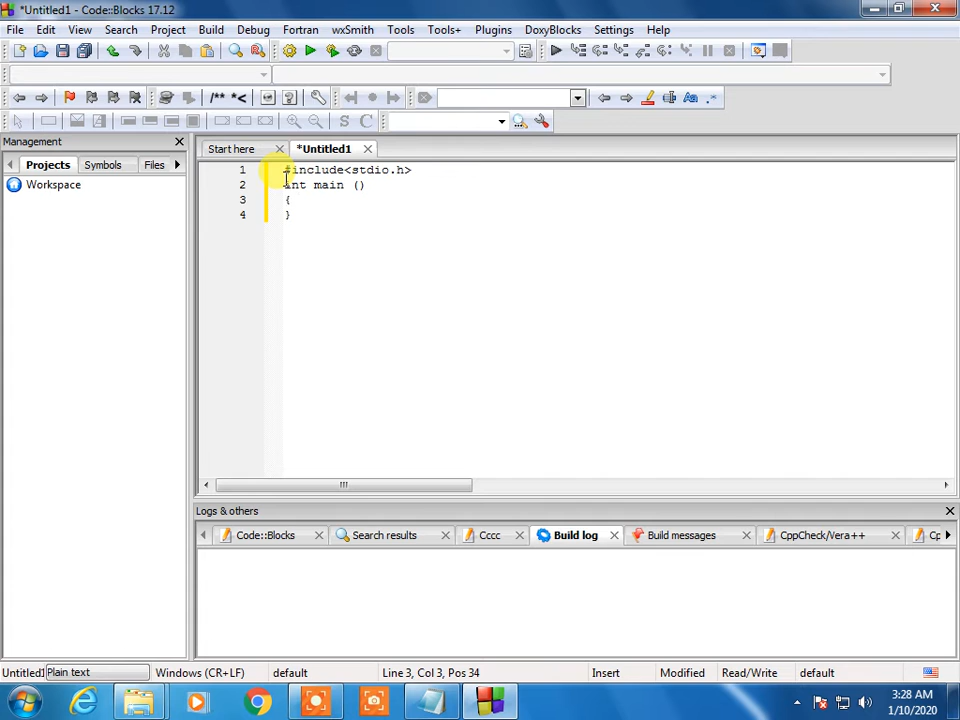 *Untitled1 - Code::Blocks 17.12
File Edit View Search Project Build Debug Fortran wxSmith Tools Tools+ Plugins DoxyBlocks Settings Help
/** *<
S C
Aa .*
Management
Start here *Untitled1
Projects Symbols Files
Workspace
1 #include<stdio.h>
2 int main ()
3 {
4 }
Logs & others
Code::Blocks Search results Cccc Build log Build messages CppCheck/Vera++ Cp
Untitled1 Plain text Windows (CR+LF) default Line 3, Col 3, Pos 34 Insert Modified Read/Write default
3:28 AM
1/10/2020